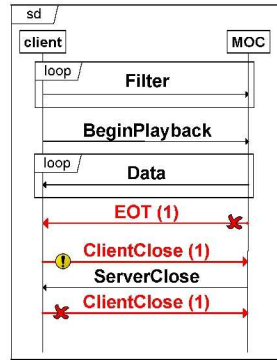 sd
client MOC
loop
Filter
BeginPlayback
loop
Data
EOT (1)
ClientClose (1)
ServerClose
ClientClose (1)